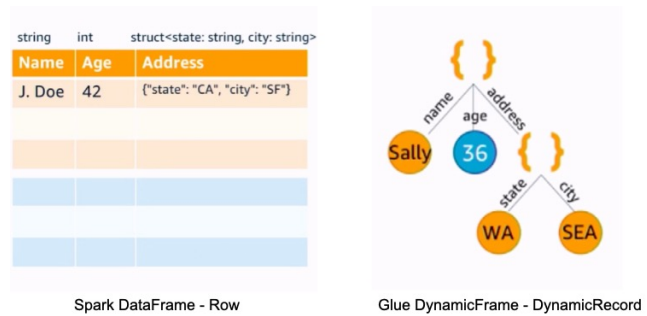 string int struct<state: string, city: string>
Name Age Address
J. Doe 42 {"state": "CA", "city": "SF"}
Spark DataFrame - Row
{ }
name age address
Sally 36 { }
state city
WA SEA
Glue DynamicFrame - DynamicRecord